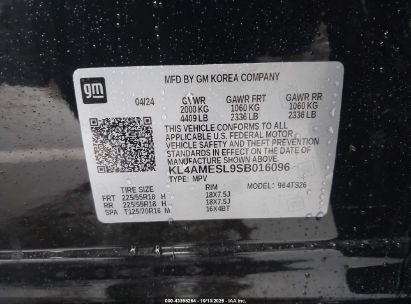 MFD BY GM KOREA COMPANY
gm
04/24 GVWR GAWR FRT GAWR RR
2000 KG 1060 KG 1060 KG
4409 LB 2336 LB 2336 LB
THIS VEHICLE CONFORMS TO ALL
APPLICABLE U.S. FEDERAL MOTOR
VEHICLE SAFETY AND THEFT
PREVENTION STANDARDS IN
EFFECT ON THE DATE OF
MANUFACTURE SHOWN ABOVE.
KL4AMESL9SB016096
TYPE: MPV MODEL: 984TS26
TIRE SIZE RIM
FRT 225/55R18 H 18X7.5J
RR 225/55R18 H 18X7.5J
SPA T125/70R16 M 16X4BT